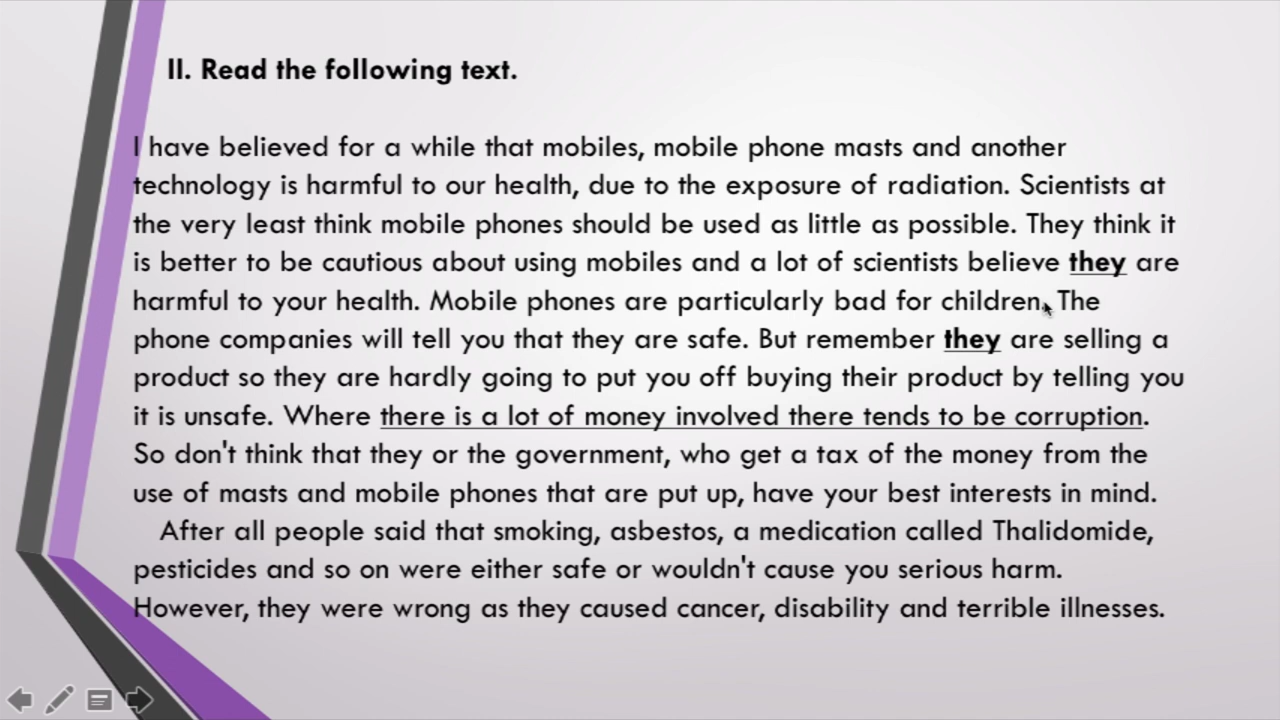 II. Read the following text.
I have believed for a while that mobiles, mobile phone masts and another
technology is harmful to our health, due to the exposure of radiation. Scientists at
the very least think mobile phones should be used as little as possible. They think it
is better to be cautious about using mobiles and a lot of scientists believe they are
harmful to your health. Mobile phones are particularly bad for children. The
phone companies will tell you that they are safe. But remember they are selling a
product so they are hardly going to put you off buying their product by telling you
it is unsafe. Where there is a lot of money involved there tends to be corruption.
So don't think that they or the government, who get a tax of the money from the
use of masts and mobile phones that are put up, have your best interests in mind.
After all people said that smoking, asbestos, a medication called Thalidomide,
pesticides and so on were either safe or wouldn't cause you serious harm.
However, they were wrong as they caused cancer, disability and terrible illnesses.